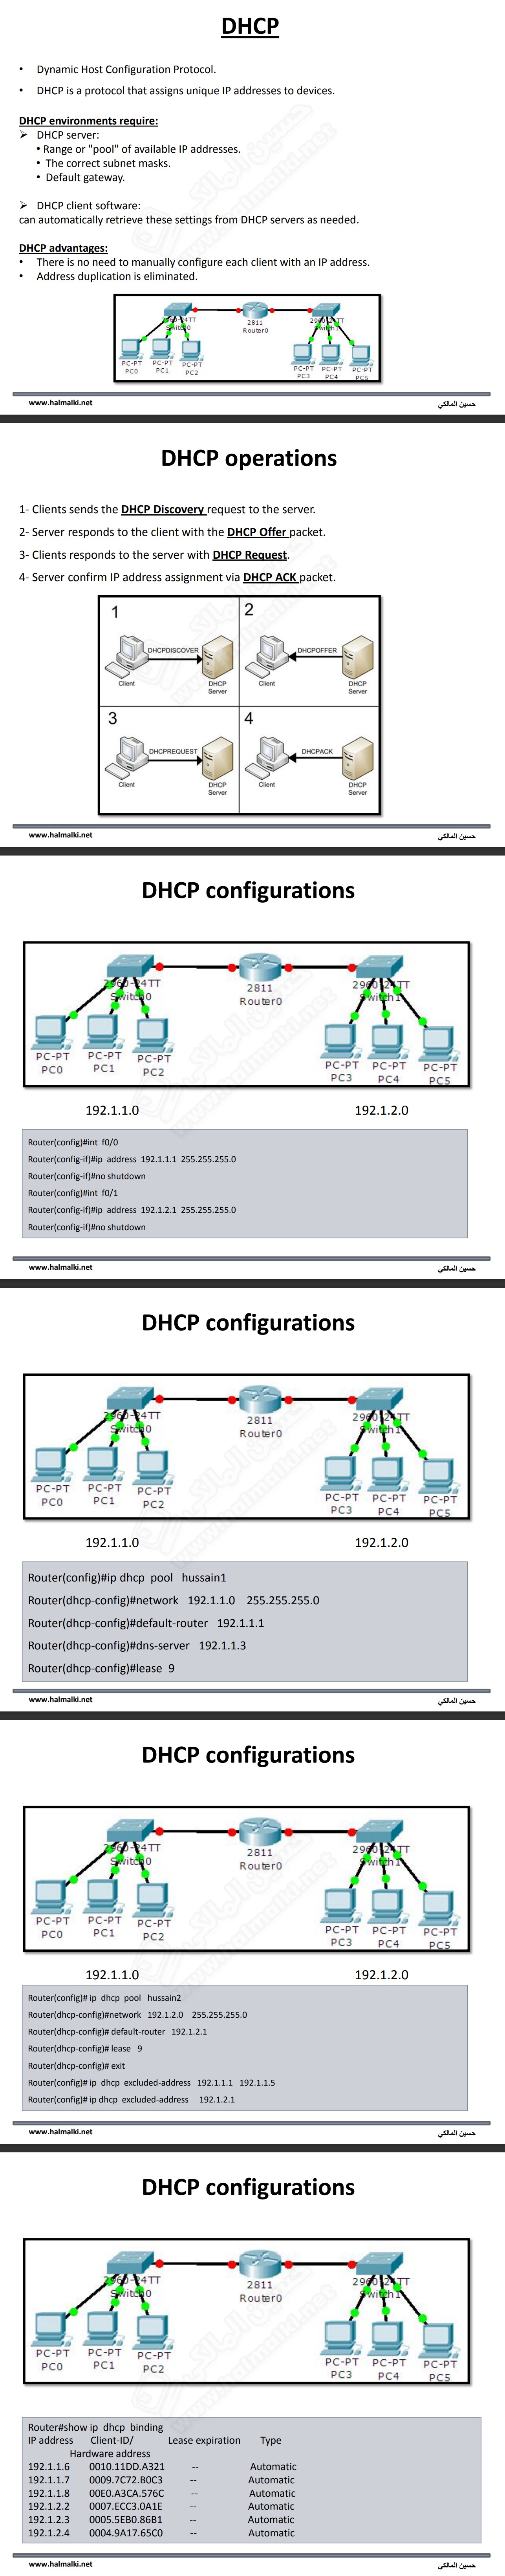 DHCP
• Dynamic Host Configuration Protocol.
• DHCP is a protocol that assigns unique IP addresses to devices.
DHCP environments require:
➢ DHCP server:
• Range or "pool" of available IP addresses.
• The correct subnet masks.
• Default gateway.
➢ DHCP client software:
can automatically retrieve these settings from DHCP servers as needed.
DHCP advantages:
• There is no need to manually configure each client with an IP address.
• Address duplication is eliminated.
2960-24TT
Switch0
2811
Router0
2960-24TT
Switch1
PC-PT
PC0
PC-PT
PC1
PC-PT
PC2
PC-PT
PC3
PC-PT
PC4
PC-PT
PC5
www.halmalki.net
حسين المالكي
DHCP operations
1- Clients sends the DHCP Discovery request to the server.
2- Server responds to the client with the DHCP Offer packet.
3- Clients responds to the server with DHCP Request.
4- Server confirm IP address assignment via DHCP ACK packet.
1
DHCPDISCOVER
Client
DHCP
Server
2
DHCPOFFER
Client
DHCP
Server
3
DHCPREQUEST
Client
DHCP
Server
4
DHCPACK
Client
DHCP
Server
www.halmalki.net
حسين المالكي
DHCP configurations
2960-24TT
Switch0
2811
Router0
2960-24TT
Switch1
PC-PT
PC0
PC-PT
PC1
PC-PT
PC2
PC-PT
PC3
PC-PT
PC4
PC-PT
PC5
192.1.1.0 192.1.2.0
Router(config)#int f0/0
Router(config-if)#ip address 192.1.1.1 255.255.255.0
Router(config-if)#no shutdown
Router(config)#int f0/1
Router(config-if)#ip address 192.1.2.1 255.255.255.0
Router(config-if)#no shutdown
www.halmalki.net
حسين المالكي
DHCP configurations
2960-24TT
Switch0
2811
Router0
2960-24TT
Switch1
PC-PT
PC0
PC-PT
PC1
PC-PT
PC2
PC-PT
PC3
PC-PT
PC4
PC-PT
PC5
192.1.1.0 192.1.2.0
Router(config)#ip dhcp pool hussain1
Router(dhcp-config)#network 192.1.1.0 255.255.255.0
Router(dhcp-config)#default-router 192.1.1.1
Router(dhcp-config)#dns-server 192.1.1.3
Router(dhcp-config)#lease 9
www.halmalki.net
حسين المالكي
DHCP configurations
2960-24TT
Switch0
2811
Router0
2960-24TT
Switch1
PC-PT
PC0
PC-PT
PC1
PC-PT
PC2
PC-PT
PC3
PC-PT
PC4
PC-PT
PC5
192.1.1.0 192.1.2.0
Router(config)# ip dhcp pool hussain2
Router(dhcp-config)#network 192.1.2.0 255.255.255.0
Router(dhcp-config)# default-router 192.1.2.1
Router(dhcp-config)# lease 9
Router(dhcp-config)# exit
Router(config)# ip dhcp excluded-address 192.1.1.1 192.1.1.5
Router(config)# ip dhcp excluded-address 192.1.2.1
www.halmalki.net
حسين المالكي
DHCP configurations
2960-24TT
Switch0
2811
Router0
2960-24TT
Switch1
PC-PT
PC0
PC-PT
PC1
PC-PT
PC2
PC-PT
PC3
PC-PT
PC4
PC-PT
PC5
Router#show ip dhcp binding
IP address Client-ID/ Lease expiration Type
Hardware address
192.1.1.6 0010.11DD.A321 -- Automatic
192.1.1.7 0009.7C72.B0C3 -- Automatic
192.1.1.8 00E0.A3CA.576C -- Automatic
192.1.2.2 0007.ECC3.0A1E -- Automatic
192.1.2.3 0005.5EB0.86B1 -- Automatic
192.1.2.4 0004.9A17.65C0 -- Automatic
www.halmalki.net
حسين المالكي